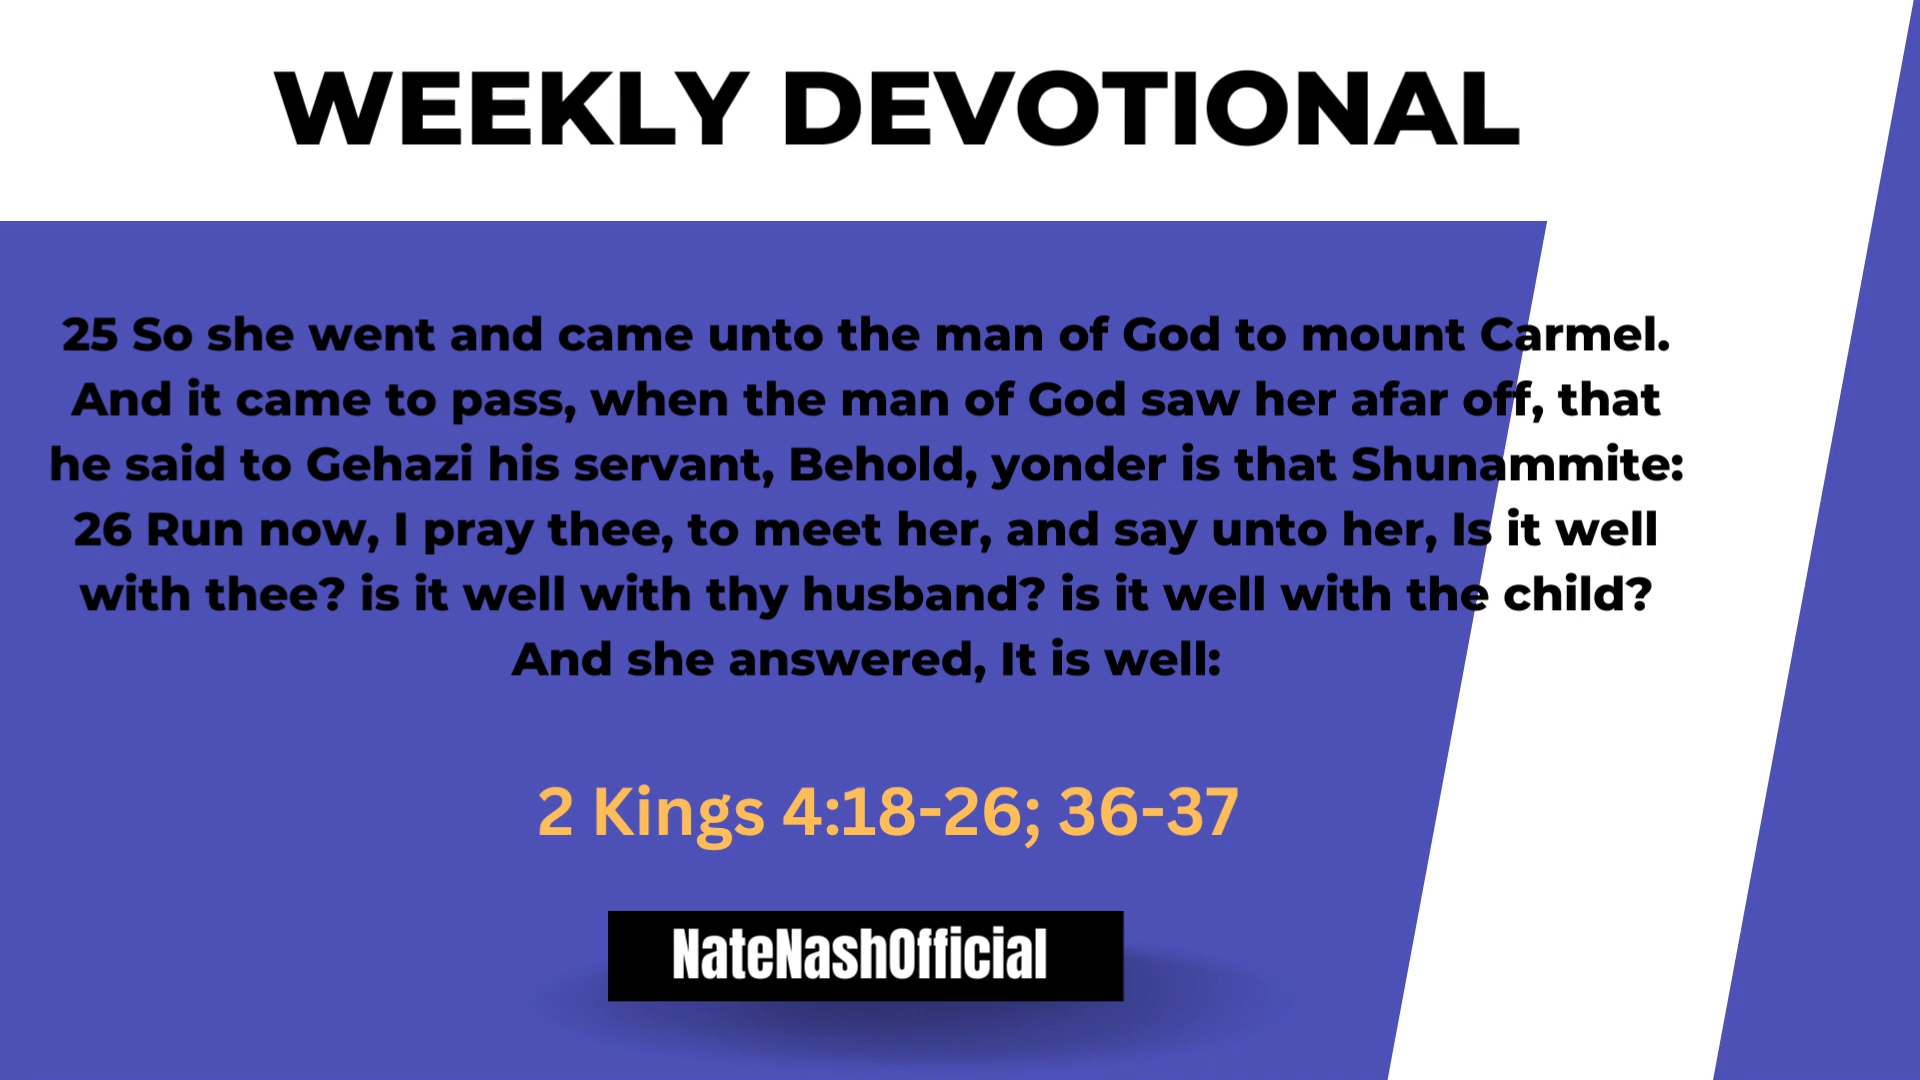 WEEKLY DEVOTIONAL
25 So she went and came unto the man of God to mount Carmel.
And it came to pass, when the man of God saw her afar off, that
he said to Gehazi his servant, Behold, yonder is that Shunammite:
26 Run now, I pray thee, to meet her, and say unto her, Is it well
with thee? is it well with thy husband? is it well with the child?
And she answered, It is well:
2 Kings 4:18-26; 36-37
NateNashOfficial